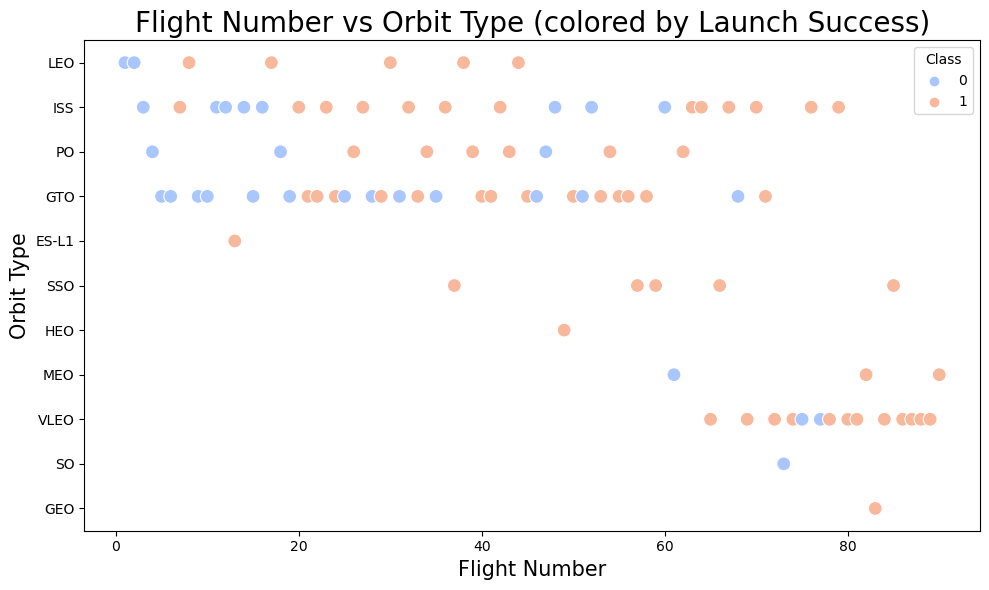 Flight Number vs Orbit Type (colored by Launch Success)
Class
0
1
Orbit Type
LEO
ISS
PO
GTO
ES-L1
SSO
HEO
MEO
VLEO
SO
GEO
0 20 40 60 80
Flight Number